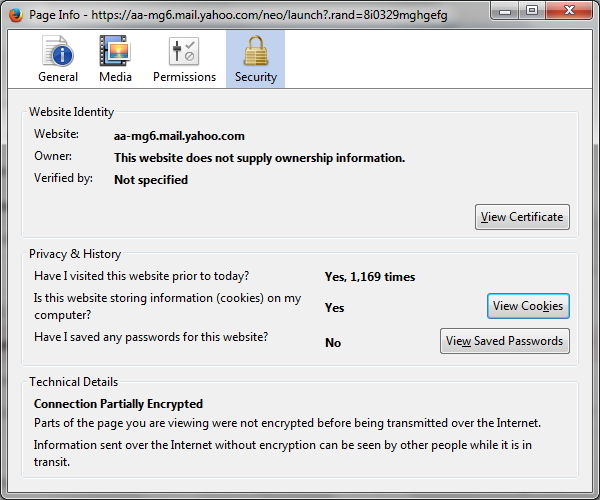 Page Info - https://aa-mg6.mail.yahoo.com/neo/launch?.rand=8i0329mghgefg
General Media Permissions Security
Website Identity
Website: aa-mg6.mail.yahoo.com
Owner: This website does not supply ownership information.
Verified by: Not specified
View Certificate
Privacy & History
Have I visited this website prior to today? Yes, 1,169 times
Is this website storing information (cookies) on my
computer? Yes View Cookies
Have I saved any passwords for this website? No View Saved Passwords
Technical Details
Connection Partially Encrypted
Parts of the page you are viewing were not encrypted before being transmitted over the Internet.
Information sent over the Internet without encryption can be seen by other people while it is in
transit.